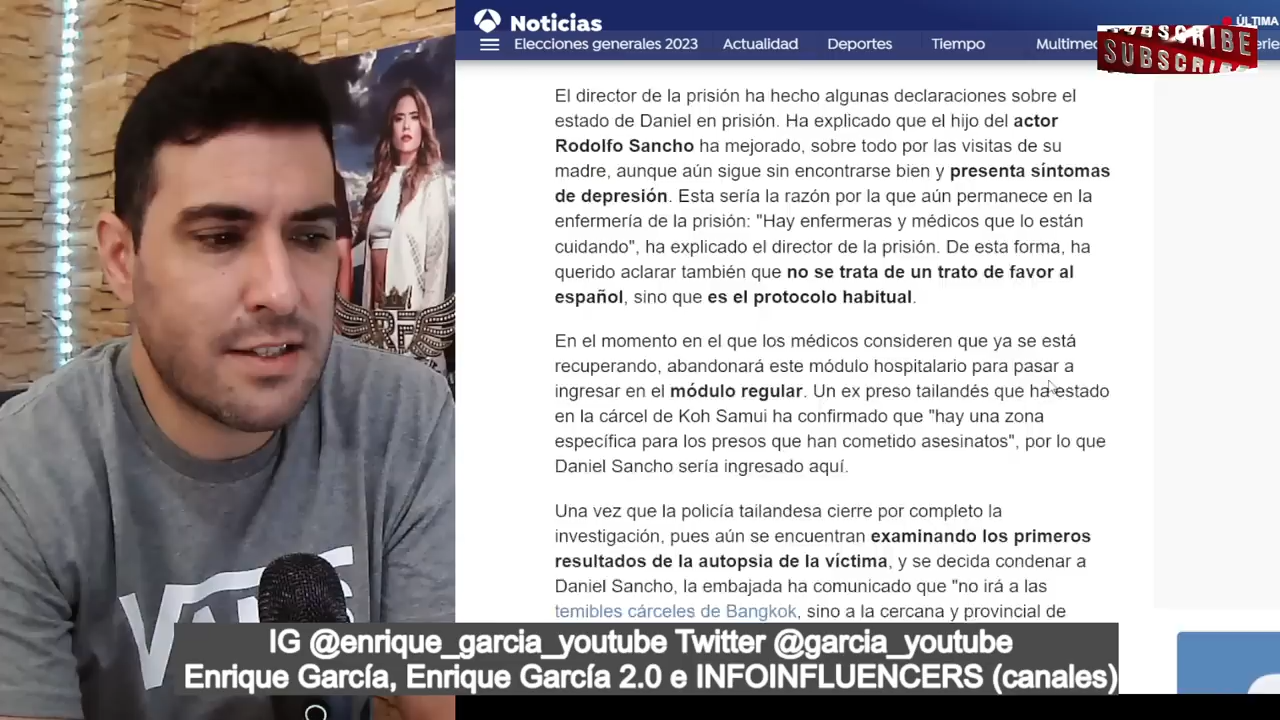 Noticias
ÚLTIMA
Elecciones generales 2023 Actualidad Deportes Tiempo
SUBSCRIBE
SUBSCRIBE
El director de la prisión ha hecho algunas declaraciones sobre el
estado de Daniel en prisión. Ha explicado que el hijo del actor
Rodolfo Sancho ha mejorado, sobre todo por las visitas de su
madre, aunque aún sigue sin encontrarse bien y presenta síntomas
de depresión. Esta sería la razón por la que aún permanece en la
enfermería de la prisión: "Hay enfermeras y médicos que lo están
cuidando", ha explicado el director de la prisión. De esta forma, ha
querido aclarar también que no se trata de un trato de favor al
español, sino que es el protocolo habitual.
En el momento en el que los médicos consideren que ya se está
recuperando, abandonará este módulo hospitalario para pasar a
ingresar en el módulo regular. Un ex preso tailandés que ha estado
en la cárcel de Koh Samui ha confirmado que "hay una zona
específica para los presos que han cometido asesinatos", por lo que
Daniel Sancho sería ingresado aquí.
Una vez que la policía tailandesa cierre por completo la
investigación, pues aún se encuentran examinando los primeros
resultados de la autopsia de la víctima, y se decida condenar a
Daniel Sancho, la embajada ha comunicado que "no irá a las
temibles cárceles de Bangkok, sino a la cercana y provincial de
RF
IG @enrique_garcia_youtube Twitter @garcia_youtube
Enrique García, Enrique García 2.0 e INFOINFLUENCERS (canales)